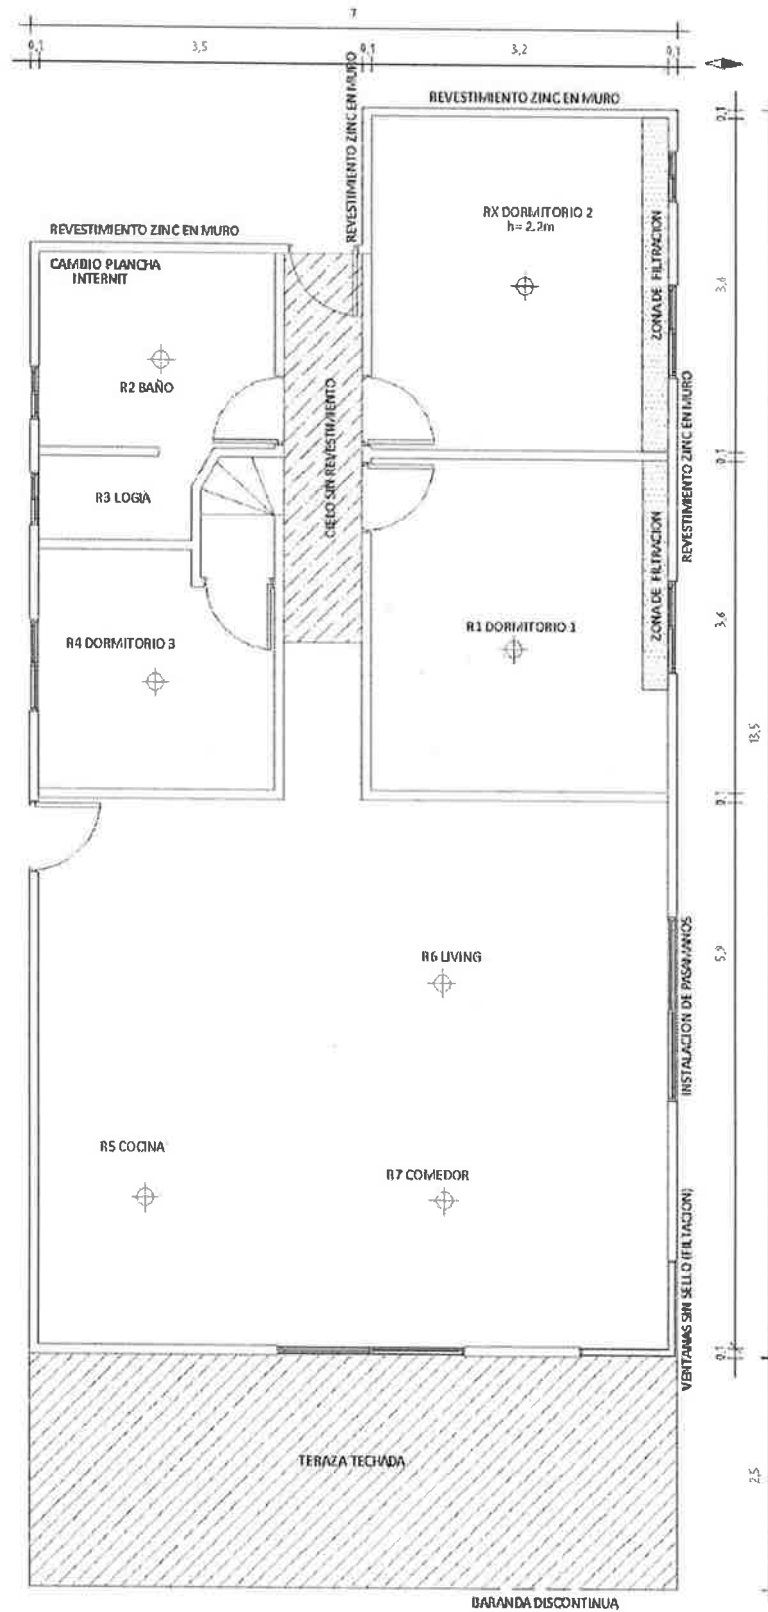 7
0,1
3,5
0,1
3,2
0,1
REVESTIMIENTO ZINC EN MURO
REVESTIMIENTO ZINC EN MURO
0,1
RX DORMITORIO 2
h= 2.2m
ZONA DE FILTRACION
REVESTIMIENTO ZINC EN MURO
CAMBIO PLANCHA
INTERNIT
R2 BAÑO
CIELO SIN REVESTIMIENTO
REVESTIMIENTO ZINC EN MURO
0,1
R3 LOGIA
ZONA DE FILTRACION
R4 DORMITORIO 3
R1 DORMITORIO 1
3,6
13,5
0,1
R6 LIVING
5,9
INSTALACION DE PASAMANOS
R5 COCINA
R7 COMEDOR
VENTANAS SIN SELLO (FILTACION)
0,1
TERAZA TECHADA
2,5
BARANDA DISCONTINUA